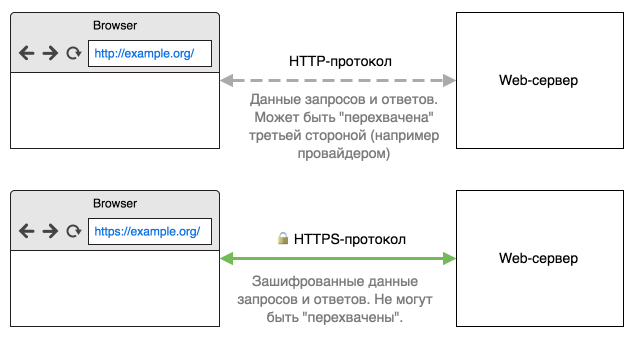 Browser
http://example.org/
HTTP-протокол
Данные запросов и ответов.
Может быть "перехвачена"
третьей стороной (например
провайдером)
Web-сервер
Browser
https://example.org/
HTTPS-протокол
Зашифрованные данные
запросов и ответов. Не могут
быть "перехвачены".
Web-сервер